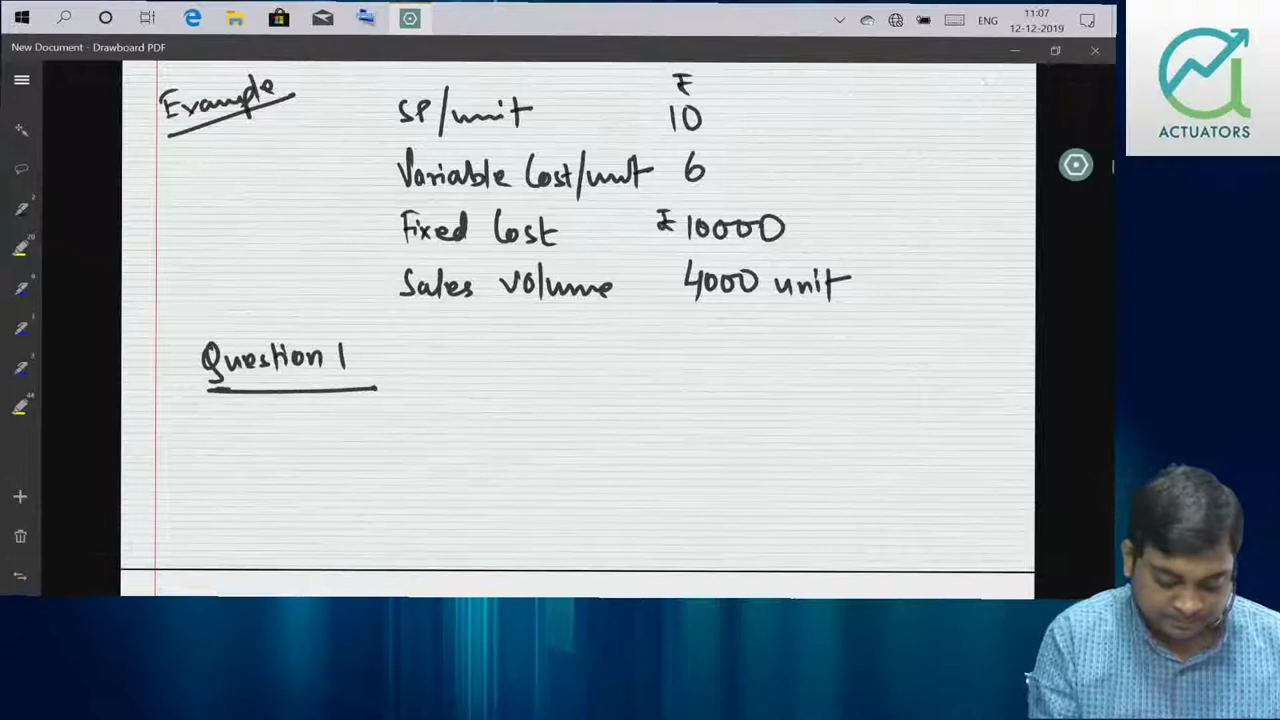 ENG
11:07
12-12-2019
New Document - Drawboard PDF
ACTUATORS
Example
₹
SP/unit 10
Variable Cost/unit 6
Fixed Cost ₹ 10000
Sales volume 4000 unit
Question 1